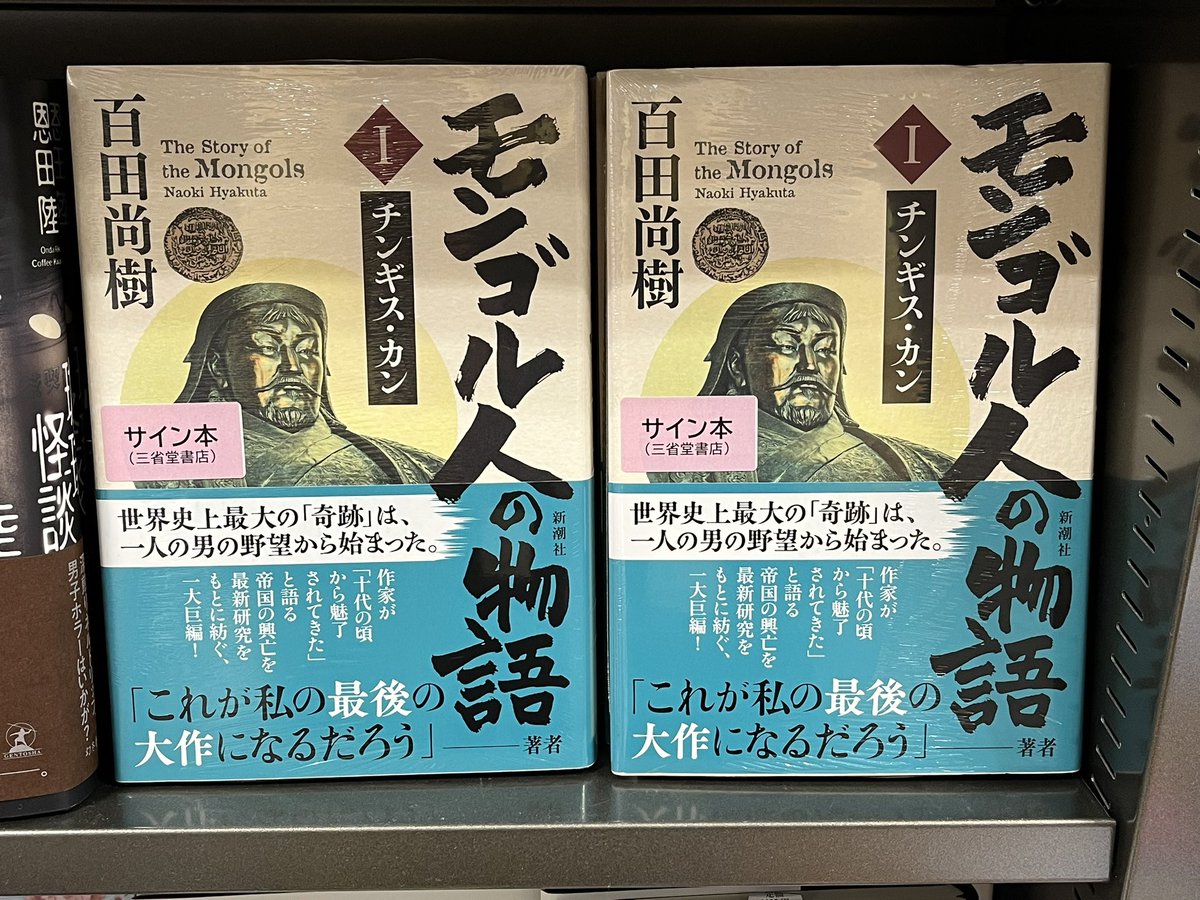 恩田 陸
怪談
男子ホラーはいかが?
GENTOSHA
百田尚樹
The Story of
the Mongols
Naoki Hyakuta
I
チンギス・カン
モンゴル人の物語
サイン本
(三省堂書店)
新潮社
世界史上最大の「奇跡」は、
一人の男の野望から始まった。
作家が
「十代の頃
から魅了
されてきた」
と語る
帝国の興亡を
最新研究を
もとに紡ぐ、
一大巨編!
「これが私の最後の
大作になるだろう」
著者
百田尚樹
The Story of
the Mongols
Naoki Hyakuta
I
チンギス・カン
モンゴル人の物語
サイン本
(三省堂書店)
新潮社
世界史上最大の「奇跡」は、
一人の男の野望から始まった。
作家が
「十代の頃
から魅了
されてきた」
と語る
帝国の興亡を
最新研究を
もとに紡ぐ、
一大巨編!
「これが私の最後の
大作になるだろう」
著者